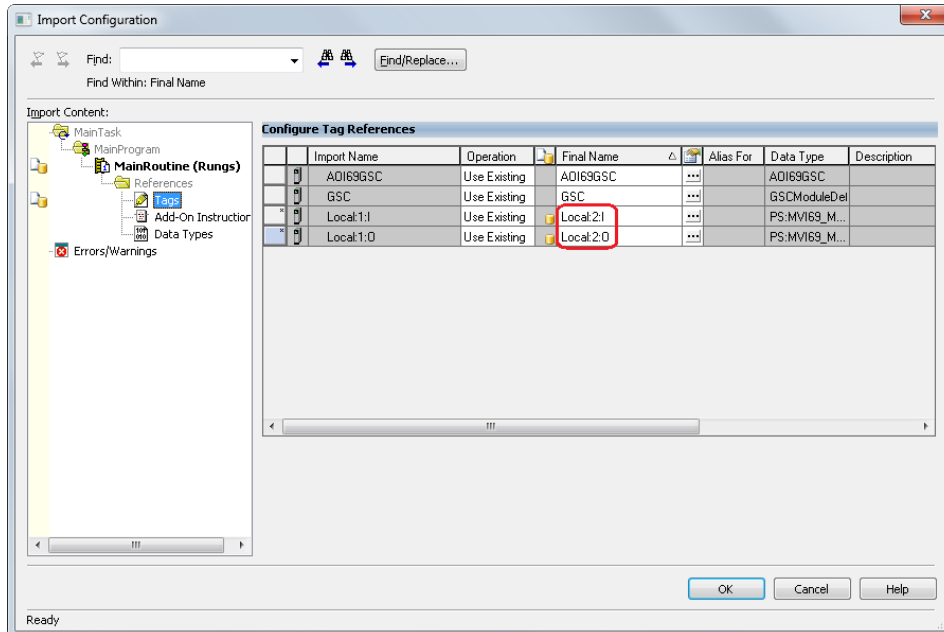 Import Configuration
Find:
Find/Replace...
Find Within: Final Name
Import Content:
MainTask
MainProgram
MainRoutine (Rungs)
References
Tags
Add-On Instruction
Data Types
Errors/Warnings
Configure Tag References
Import Name Operation Final Name Alias For Data Type Description
AOI69GSC Use Existing AOI69GSC ... AOI69GSC
GSC Use Existing GSC ... GSCModuleDel
Local:1:I Use Existing Local:2:I ... PS:MVI69_M...
Local:1:O Use Existing Local:2:O ... PS:MVI69_M...
OK Cancel Help
Ready